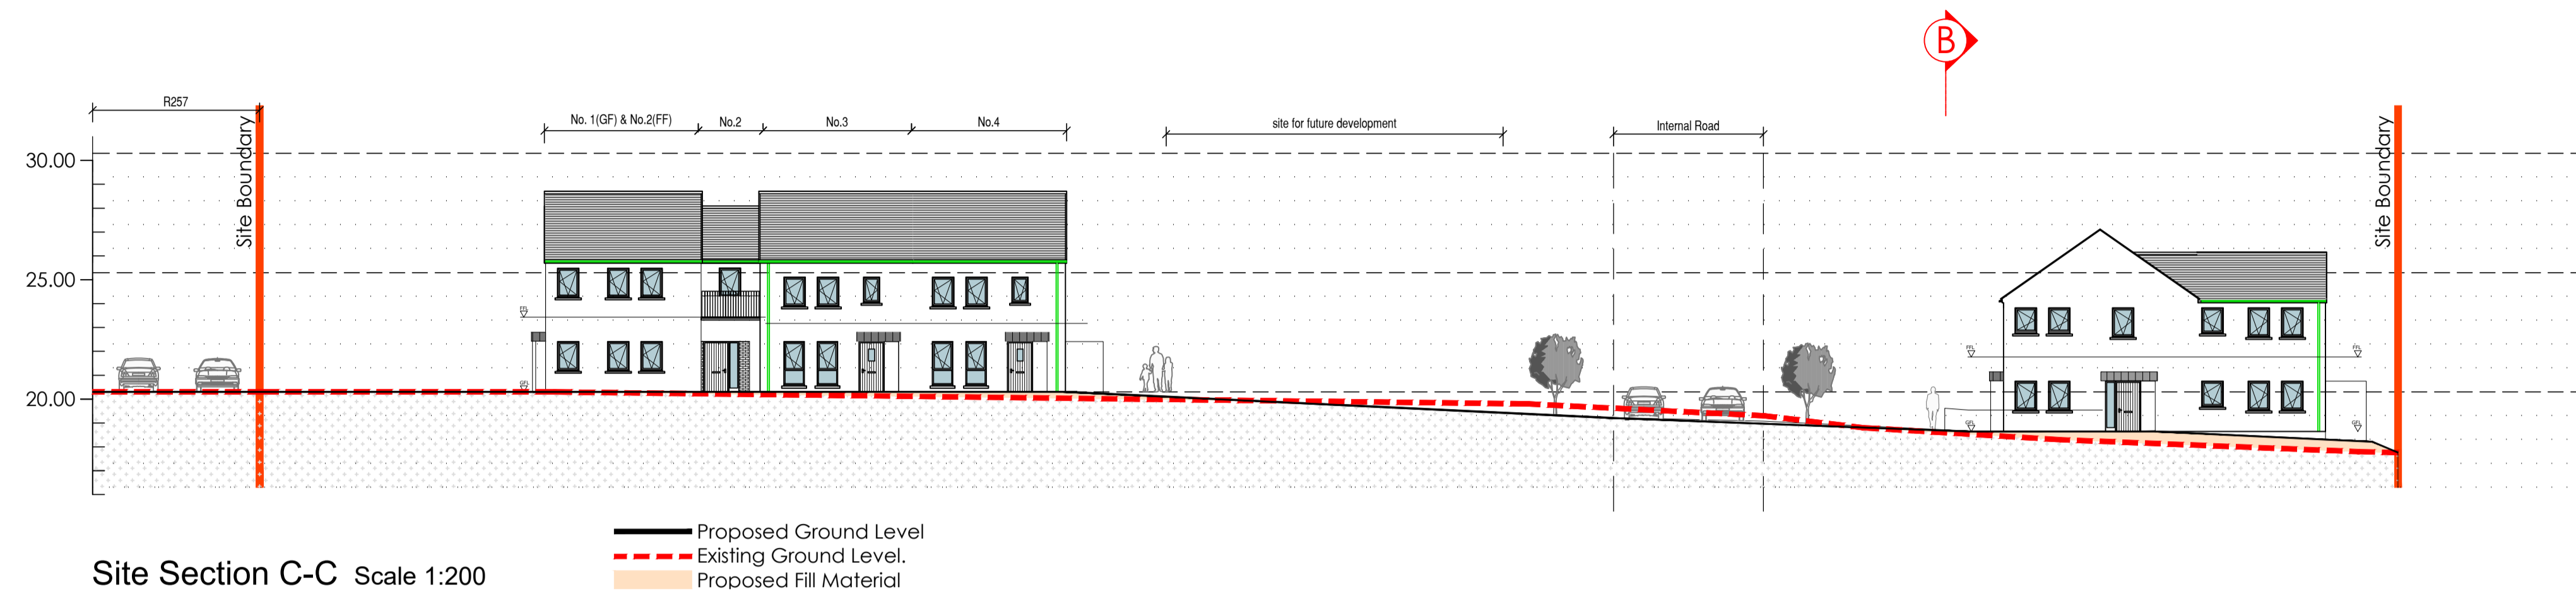 B
R257
Site Boundary
No. 1(GF) & No.2(FF)
No.2
No.3
No.4
site for future development
Internal Road
Site Boundary
30.00
25.00
20.00
Proposed Ground Level
Existing Ground Level.
Proposed Fill Material
Site Section C-C Scale 1:200